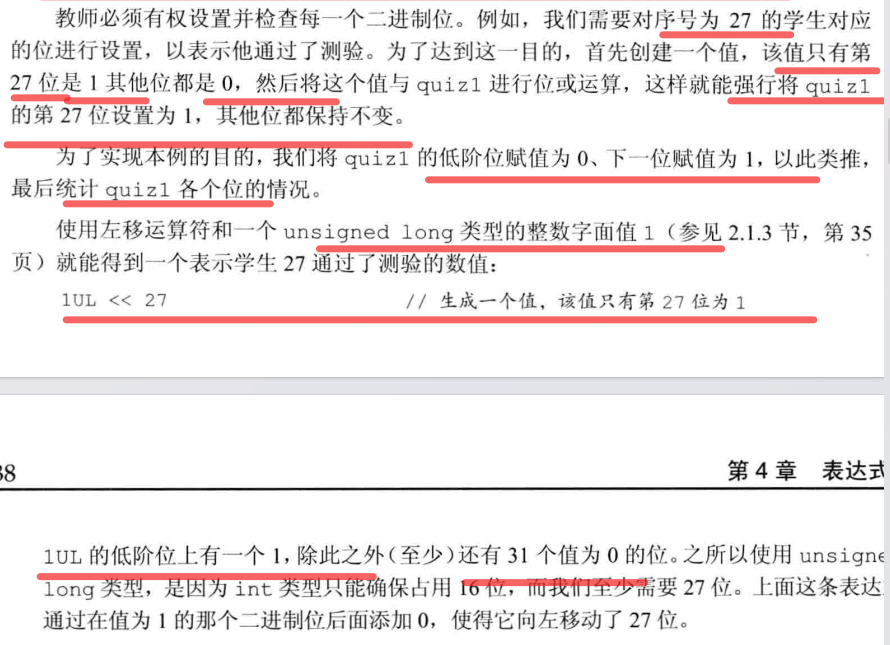 教师必须有权设置并检查每一个二进制位。例如，我们需要对序号为 27 的学生对应
的位进行设置，以表示他通过了测验。为了达到这一目的，首先创建一个值，该值只有第
27 位是 1 其他位都是 0，然后将这个值与 quiz1 进行位或运算，这样就能强行将 quiz1
的第 27 位设置为 1，其他位都保持不变。
为了实现本例的目的，我们将 quiz1 的低阶位赋值为 0、下一位赋值为 1，以此类推，
最后统计 quiz1 各个位的情况。
使用左移运算符和一个 unsigned long 类型的整数字面值 1（参见 2.1.3 节，第 35
页）就能得到一个表示学生 27 通过了测验的数值：
1UL << 27 // 生成一个值，该值只有第 27 位为 1
38 第 4 章 表达式
1UL 的低阶位上有一个 1，除此之外（至少）还有 31 个值为 0 的位。之所以使用 unsigne
long 类型，是因为 int 类型只能确保占用 16 位，而我们至少需要 27 位。上面这条表达
通过在值为 1 的那个二进制位后面添加 0，使得它向左移动了 27 位。